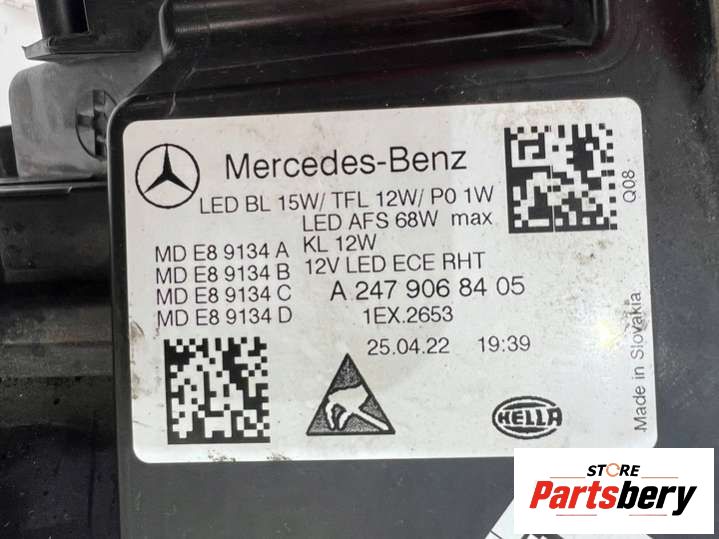 Mercedes-Benz
LED BL 15W/ TFL 12W/ P0 1W
LED AFS 68W max
KL 12W
12V LED ECE RHT
MD E8 9134 A
MD E8 9134 B
MD E8 9134 C
MD E8 9134 D
A 247 906 84 05
1EX.2653
25.04.22 19:39
HELLA
Q08
Made in Slovakia
STORE
Partsbery